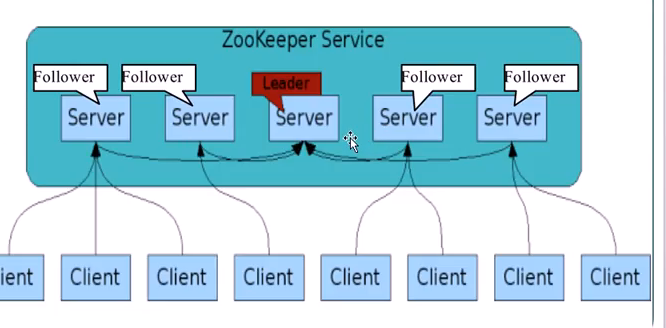 ZooKeeper Service
Follower Follower Leader Follower Follower
Server Server Server Server Server
ient Client Client Client Client Client Client Client